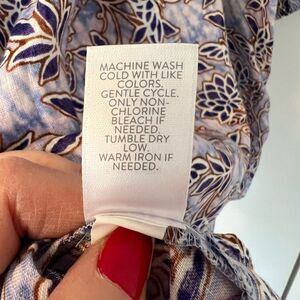 MACHINE WASH
COLD WITH LIKE
COLORS.
GENTLE CYCLE.
ONLY NON-
CHLORINE
BLEACH IF
NEEDED.
TUMBLE DRY
LOW.
WARM IRON IF
NEEDED.